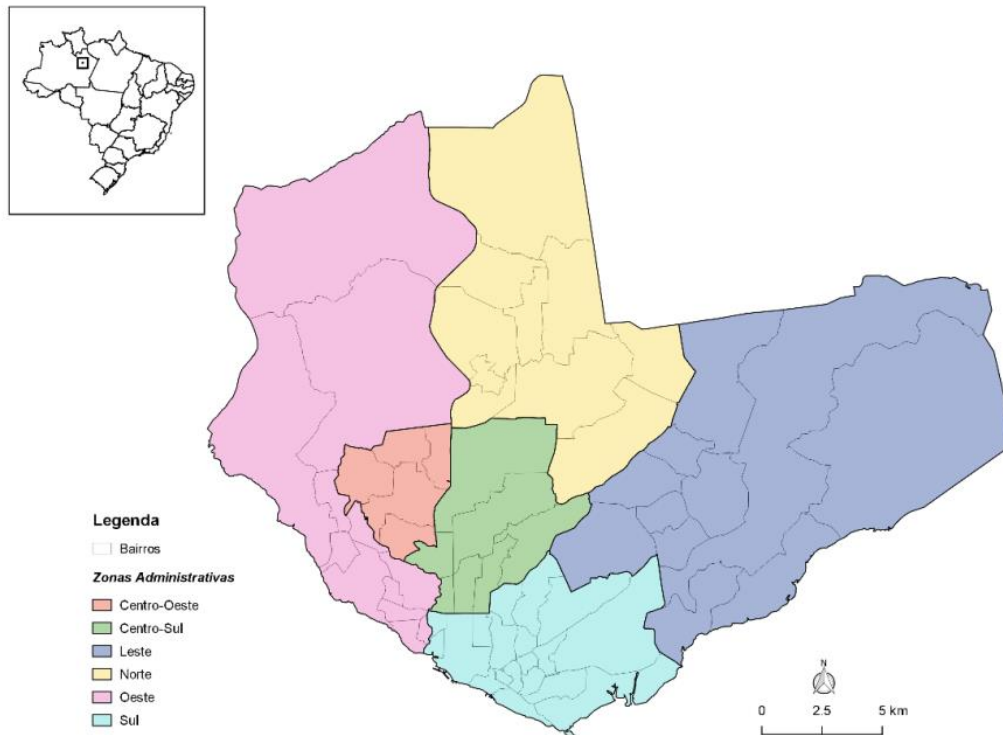 Legenda
Bairros
Zonas Administrativas
Centro-Oeste
Centro-Sul
Leste
Norte
Oeste
Sul
N
0 2.5 5 km